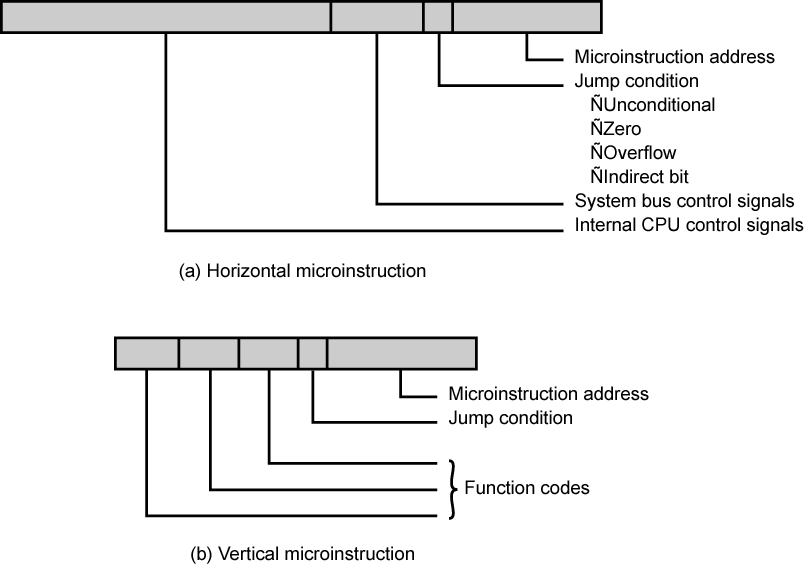 Microinstruction address
Jump condition
ÑUnconditional
ÑZero
ÑOverflow
ÑIndirect bit
System bus control signals
Internal CPU control signals
(a) Horizontal microinstruction
Microinstruction address
Jump condition
Function codes
(b) Vertical microinstruction